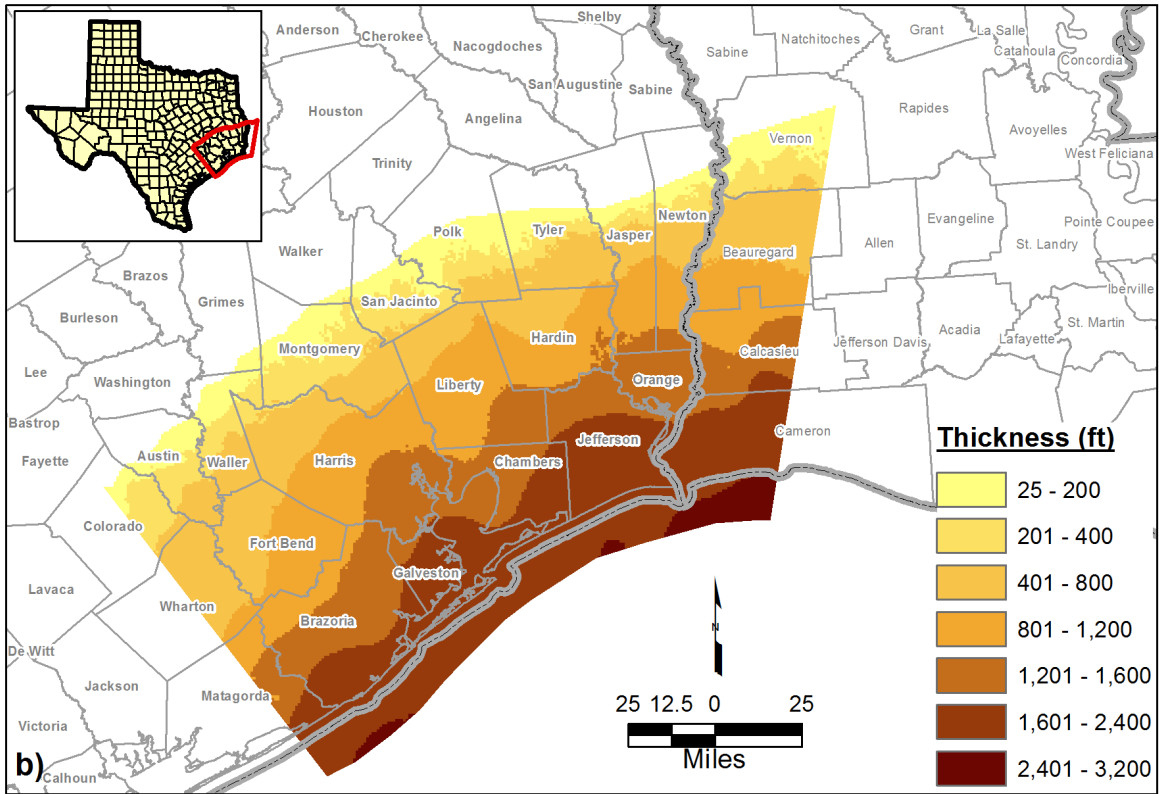 Shelby
Anderson
Cherokee
Nacogdoches
Sabine
Natchitoches
Grant
La Salle
Catahoula
Concordia
San Augustine
Sabine
Houston
Angelina
Rapides
Avoyelles
Vernon
Trinity
West Feliciana
Polk
Tyler
Jasper
Newton
Evangeline
Pointe Coupee
Walker
Beauregard
Allen
St. Landry
Brazos
Grimes
San Jacinto
Iberville
Burleson
Hardin
St. Martin
Montgomery
Calcasieu
Jefferson Davis
Acadia
Lafayette
Lee
Washington
Liberty
Orange
Bastrop
Cameron
Jefferson
Fayette
Austin
Waller
Harris
Chambers
Colorado
Fort Bend
Galveston
Lavaca
Wharton
Brazoria
De Witt
Jackson
Matagorda
Victoria
Calhoun
b)
N
25 12.5 0 25
Miles
Thickness (ft)
25 - 200
201 - 400
401 - 800
801 - 1,200
1,201 - 1,600
1,601 - 2,400
2,401 - 3,200